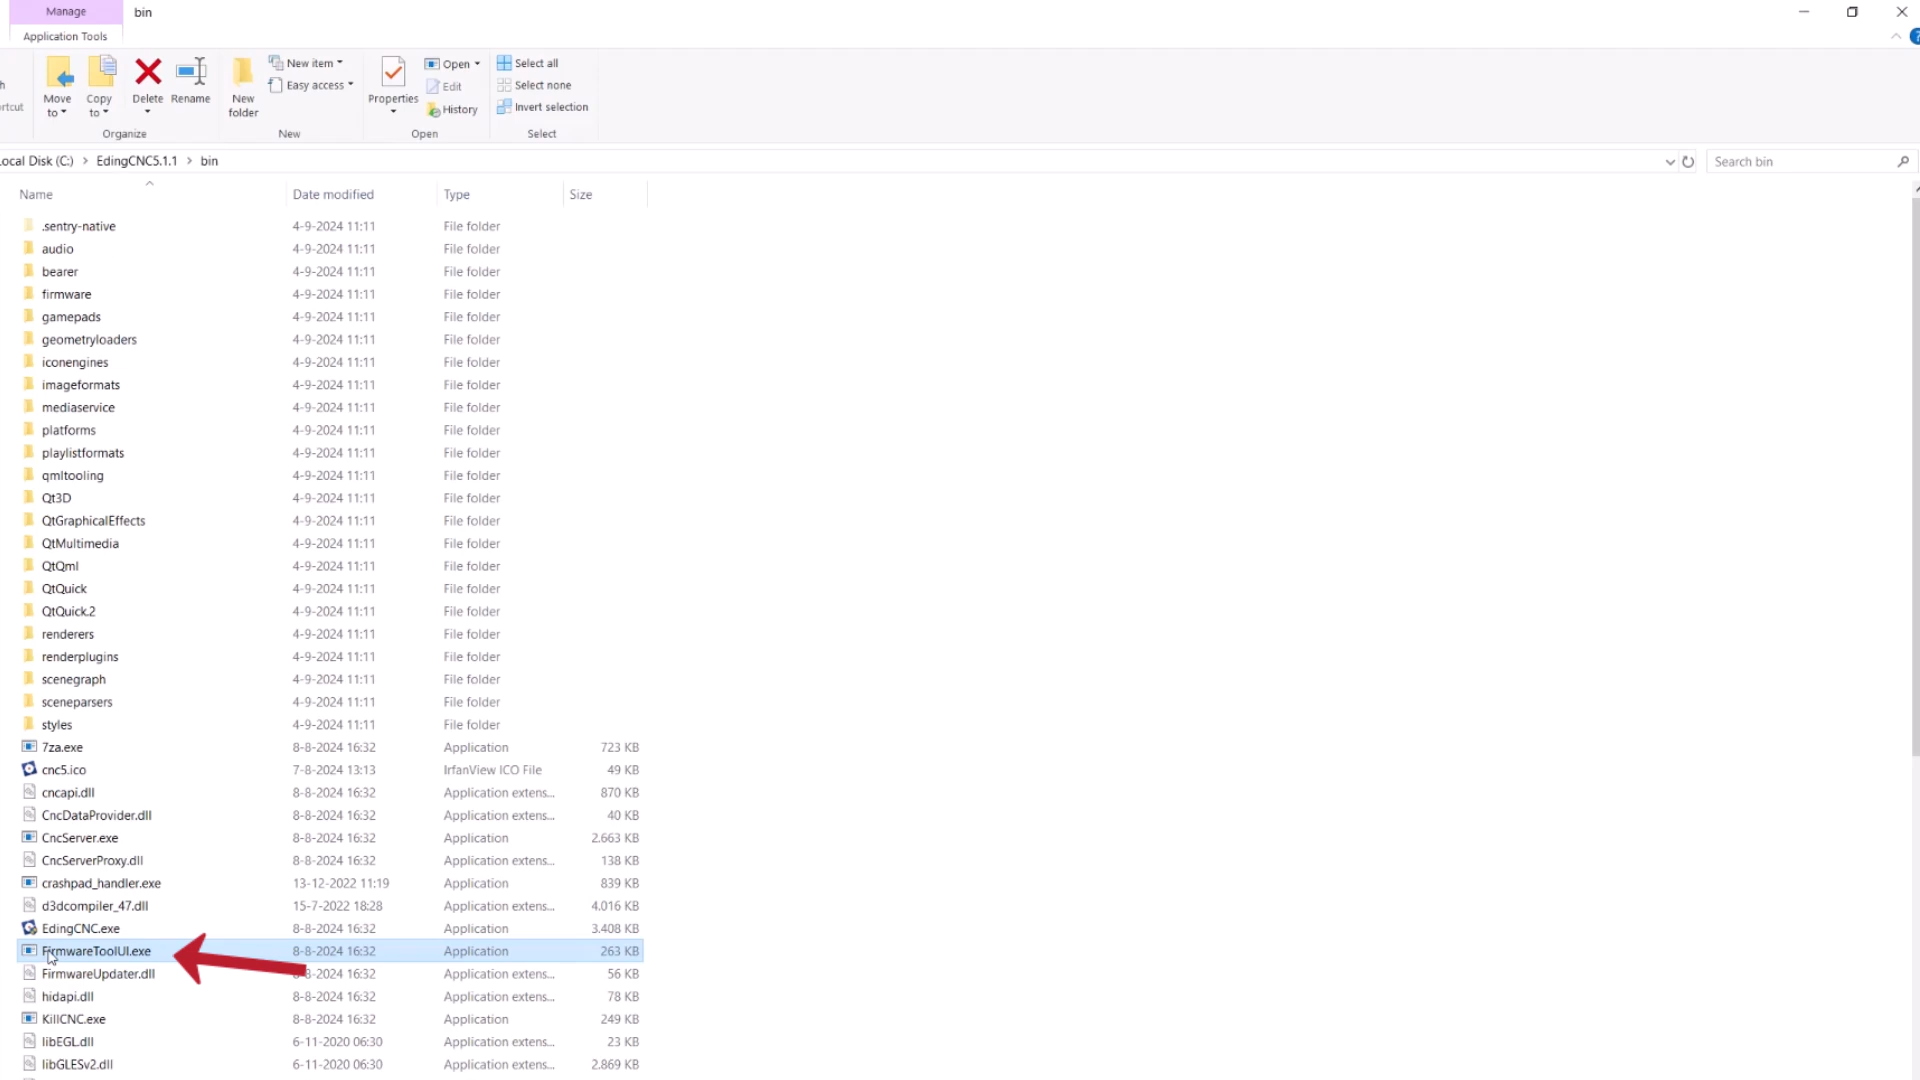 Manage
bin
Application Tools
Move to
Copy to
Delete
Rename
New folder
New item
Easy access
Properties
Open
Edit
History
Select all
Select none
Invert selection
Organize
New
Open
Select
ocal Disk (C:) > EdingCNC5.1.1 > bin
Search bin
Name Date modified Type Size
.sentry-native 4-9-2024 11:11 File folder
audio 4-9-2024 11:11 File folder
bearer 4-9-2024 11:11 File folder
firmware 4-9-2024 11:11 File folder
gamepads 4-9-2024 11:11 File folder
geometryloaders 4-9-2024 11:11 File folder
iconengines 4-9-2024 11:11 File folder
imageformats 4-9-2024 11:11 File folder
mediaservice 4-9-2024 11:11 File folder
platforms 4-9-2024 11:11 File folder
playlistformats 4-9-2024 11:11 File folder
qmltooling 4-9-2024 11:11 File folder
Qt3D 4-9-2024 11:11 File folder
QtGraphicalEffects 4-9-2024 11:11 File folder
QtMultimedia 4-9-2024 11:11 File folder
QtQml 4-9-2024 11:11 File folder
QtQuick 4-9-2024 11:11 File folder
QtQuick.2 4-9-2024 11:11 File folder
renderers 4-9-2024 11:11 File folder
renderplugins 4-9-2024 11:11 File folder
scenegraph 4-9-2024 11:11 File folder
sceneparsers 4-9-2024 11:11 File folder
styles 4-9-2024 11:11 File folder
7za.exe 8-8-2024 16:32 Application 723 KB
cnc5.ico 7-8-2024 13:13 IrfanView ICO File 49 KB
cncapi.dll 8-8-2024 16:32 Application extens... 870 KB
CncDataProvider.dll 8-8-2024 16:32 Application extens... 40 KB
CncServer.exe 8-8-2024 16:32 Application 2.663 KB
CncServerProxy.dll 8-8-2024 16:32 Application extens... 138 KB
crashpad_handler.exe 13-12-2022 11:19 Application 839 KB
d3dcompiler_47.dll 15-7-2022 18:28 Application extens... 4.016 KB
EdingCNC.exe 8-8-2024 16:32 Application 3.408 KB
FirmwareToolUI.exe 8-8-2024 16:32 Application 263 KB
FirmwareUpdater.dll 8-8-2024 16:32 Application extens... 56 KB
hidapi.dll 8-8-2024 16:32 Application extens... 78 KB
KillCNC.exe 8-8-2024 16:32 Application 249 KB
libEGL.dll 6-11-2020 06:30 Application extens... 23 KB
libGLESv2.dll 6-11-2020 06:30 Application extens... 2.869 KB